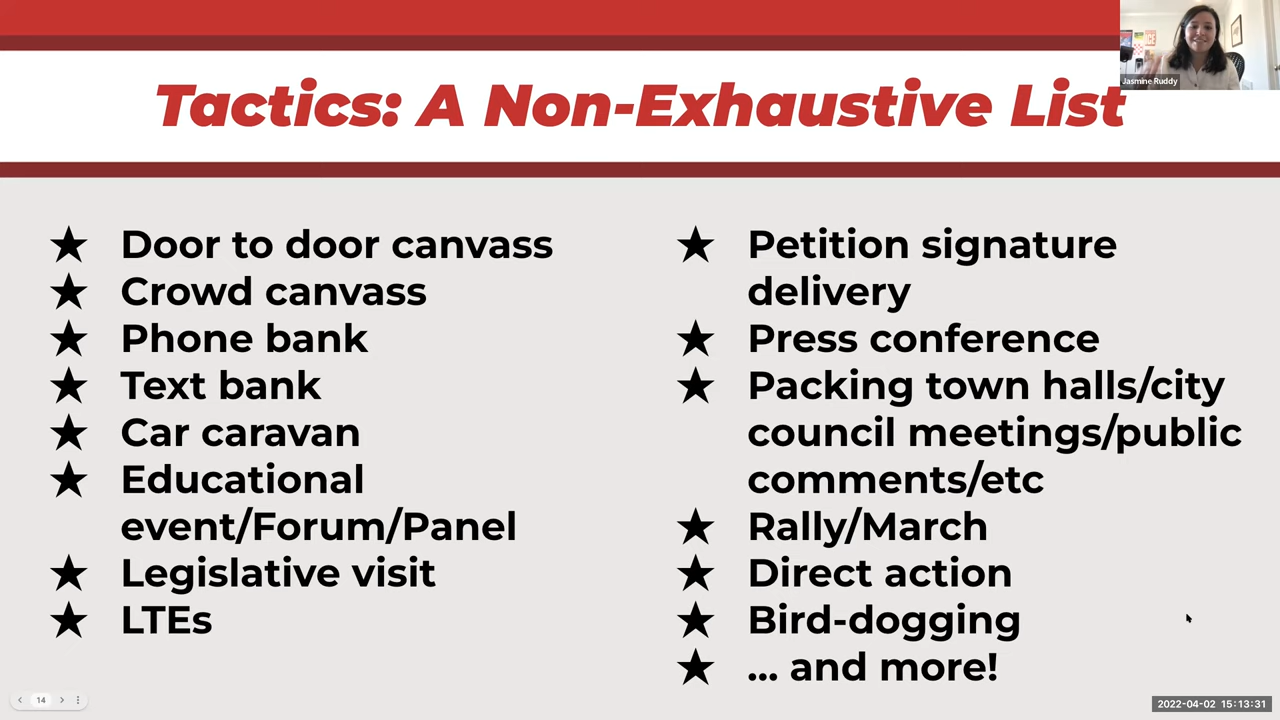 Jasmine Ruddy
Tactics: A Non-Exhaustive List
★ Door to door canvass
★ Crowd canvass
★ Phone bank
★ Text bank
★ Car caravan
★ Educational
event/Forum/Panel
★ Legislative visit
★ LTEs
★ Petition signature
delivery
★ Press conference
★ Packing town halls/city
council meetings/public
comments/etc
★ Rally/March
★ Direct action
★ Bird-dogging
★ ... and more!
14
2022-04-02 15:13:31